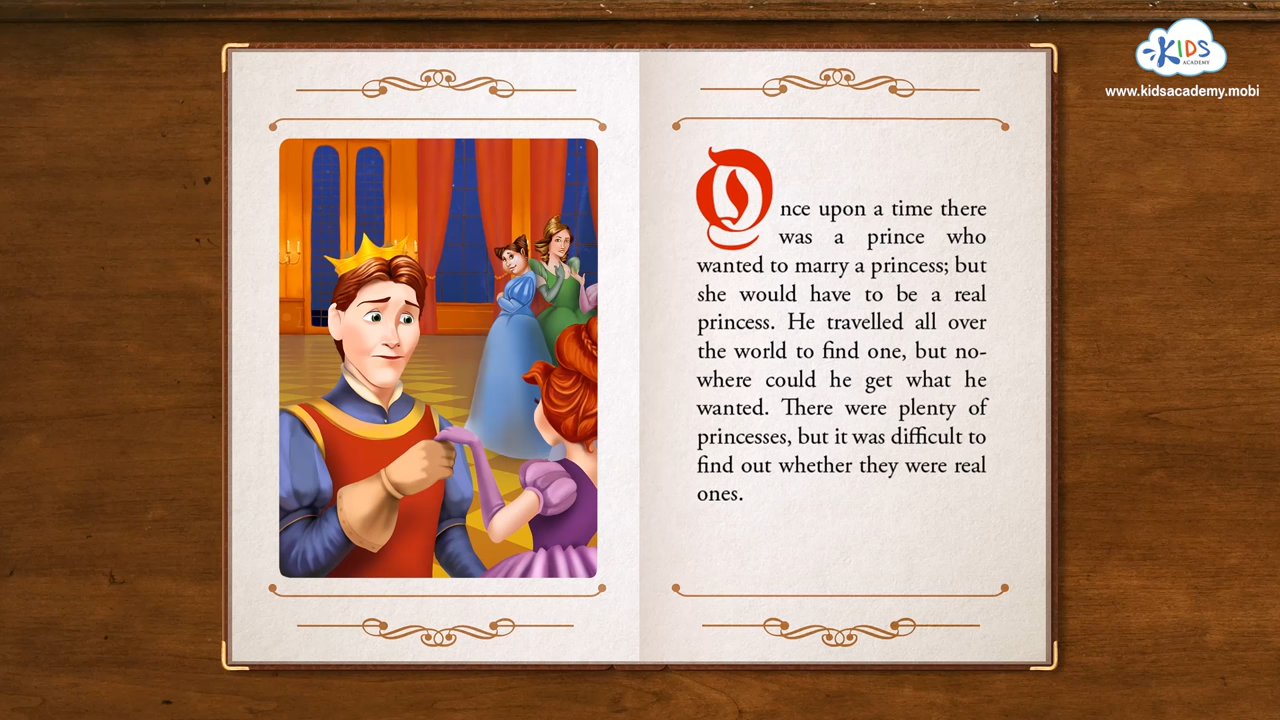 KIDS
ACADEMY
www.kidsacademy.mobi
Once upon a time there
was a prince who
wanted to marry a princess; but
she would have to be a real
princess. He travelled all over
the world to find one, but no-
where could he get what he
wanted. There were plenty of
princesses, but it was difficult to
find out whether they were real
ones.